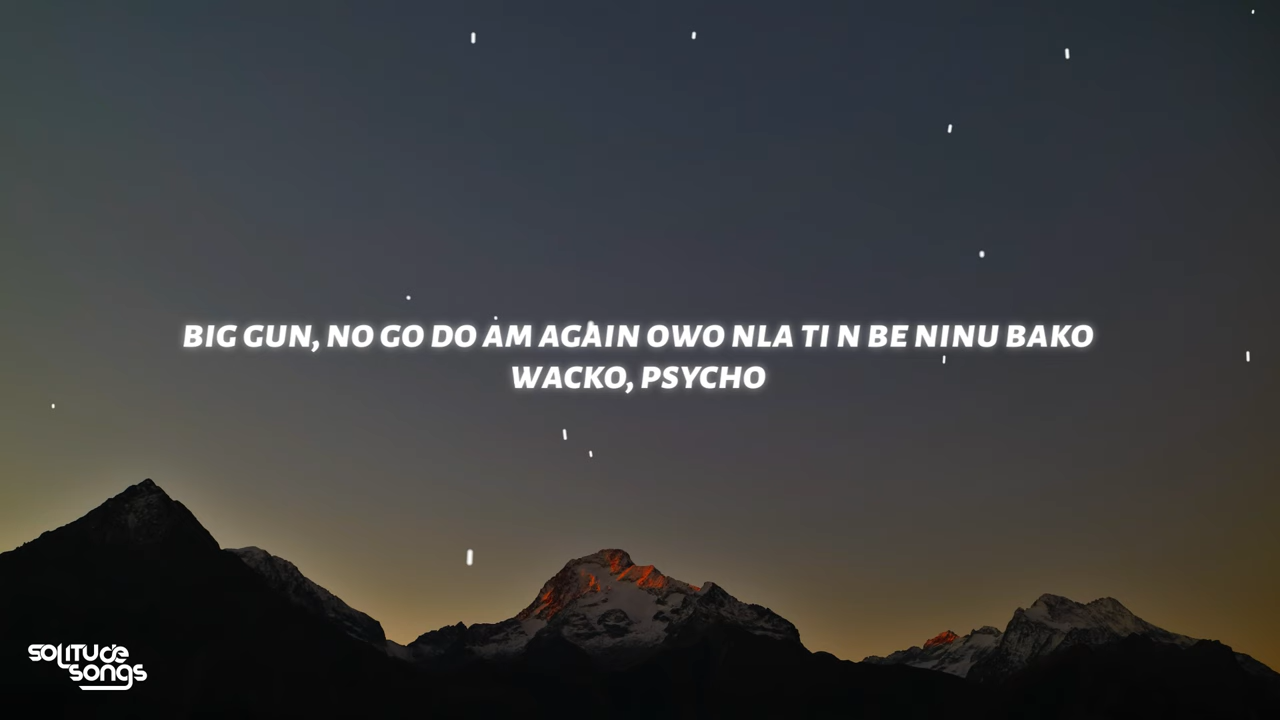 BIG GUN, NO GO DO AM AGAIN OWO NLA TI N BE NINU BAKO
WACKO, PSYCHO
solitude
songs